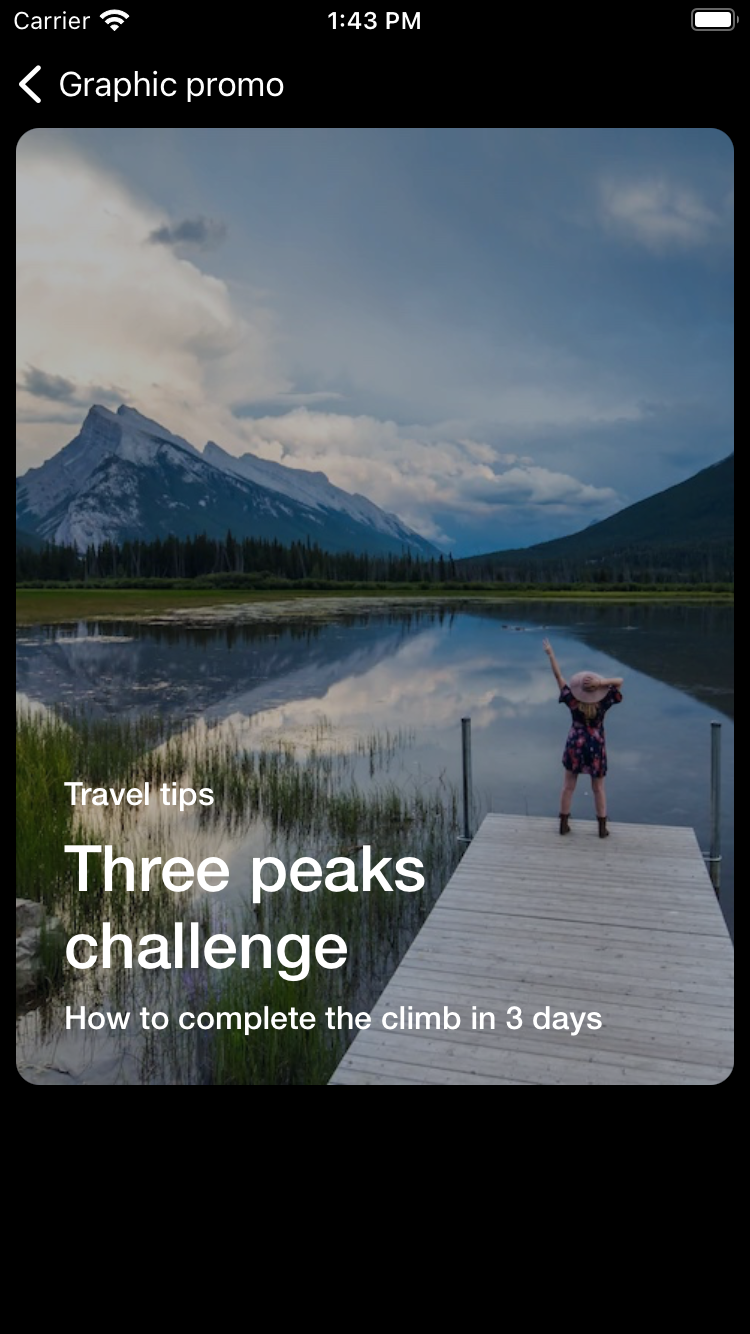 Carrier 1:43 PM
Graphic promo
Travel tips
Three peaks
challenge
How to complete the climb in 3 days